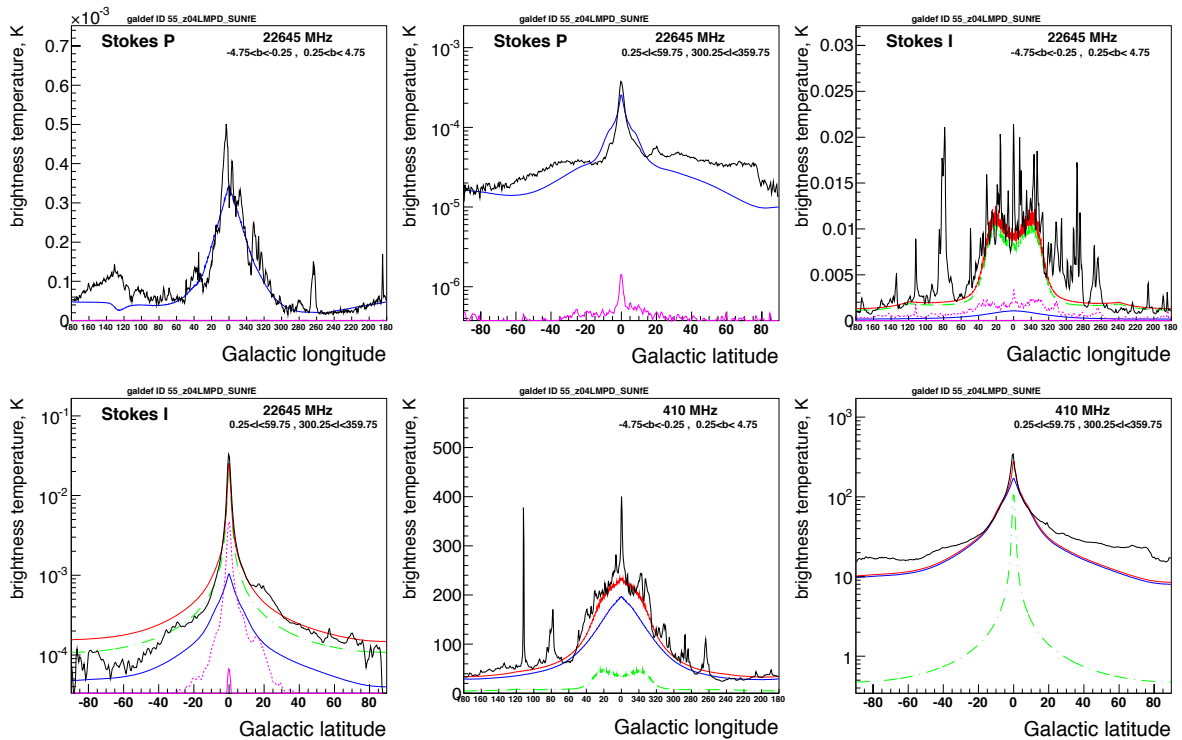 galdef ID 55_z04LMPD_SUNfE
×10⁻³
Stokes P
22645 MHz
-4.75<b<-0.25 , 0.25<b< 4.75
brightness temperature, K
0.7
0.6
0.5
0.4
0.3
0.2
0.1
0
180 160 140 120 100 80 60 40 20 0 340 320 300 280 260 240 220 200 180
Galactic longitude
galdef ID 55_z04LMPD_SUNfE
Stokes P
22645 MHz
0.25<l<59.75 , 300.25<l<359.75
brightness temperature, K
10⁻³
10⁻⁴
10⁻⁵
10⁻⁶
-80 -60 -40 -20 0 20 40 60 80
Galactic latitude
galdef ID 55_z04LMPD_SUNfE
Stokes I
22645 MHz
-4.75<b<-0.25 , 0.25<b< 4.75
brightness temperature, K
0.03
0.025
0.02
0.015
0.01
0.005
0
180 160 140 120 100 80 60 40 20 0 340 320 300 280 260 240 220 200 180
Galactic longitude
galdef ID 55_z04LMPD_SUNfE
Stokes I
22645 MHz
0.25<l<59.75 , 300.25<l<359.75
brightness temperature, K
10⁻¹
10⁻²
10⁻³
10⁻⁴
-80 -60 -40 -20 0 20 40 60 80
Galactic latitude
galdef ID 55_z04LMPD_SUNfE
410 MHz
-4.75<b<-0.25 , 0.25<b< 4.75
brightness temperature, K
500
400
300
200
100
0
180 160 140 120 100 80 60 40 20 0 340 320 300 280 260 240 220 200 180
Galactic longitude
galdef ID 55_z04LMPD_SUNfE
410 MHz
0.25<l<59.75 , 300.25<l<359.75
brightness temperature, K
10³
10²
10
1
-80 -60 -40 -20 0 20 40 60 80
Galactic latitude